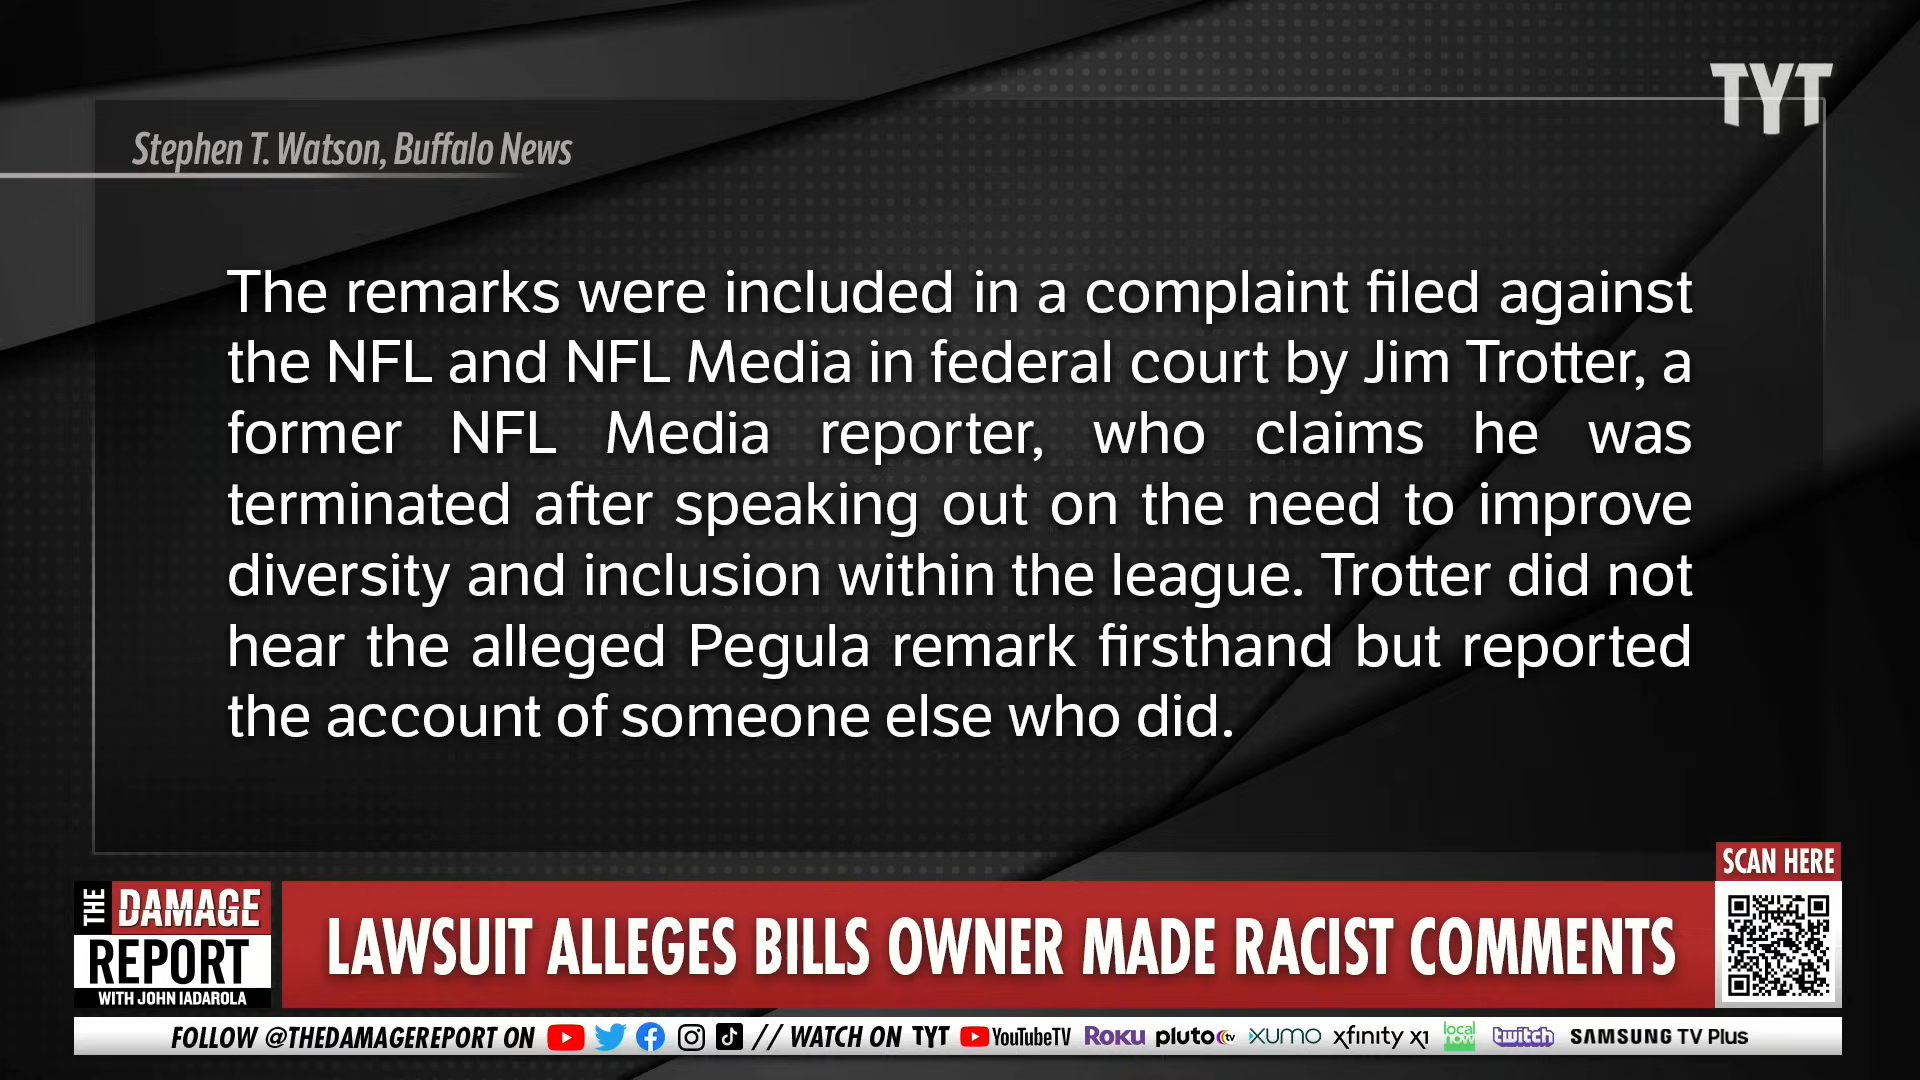 TYT
Stephen T. Watson, Buffalo News
The remarks were included in a complaint filed against
the NFL and NFL Media in federal court by Jim Trotter, a
former NFL Media reporter, who claims he was
terminated after speaking out on the need to improve
diversity and inclusion within the league. Trotter did not
hear the alleged Pegula remark firsthand but reported
the account of someone else who did.
SCAN HERE
THE DAMAGE
REPORT
WITH JOHN IADAROLA
LAWSUIT ALLEGES BILLS OWNER MADE RACIST COMMENTS
FOLLOW @THEDAMAGEREPORT ON // WATCH ON TYT YouTubeTV ROKU pluto tv xumo xfinity x1 local now twitch SAMSUNG TV Plus